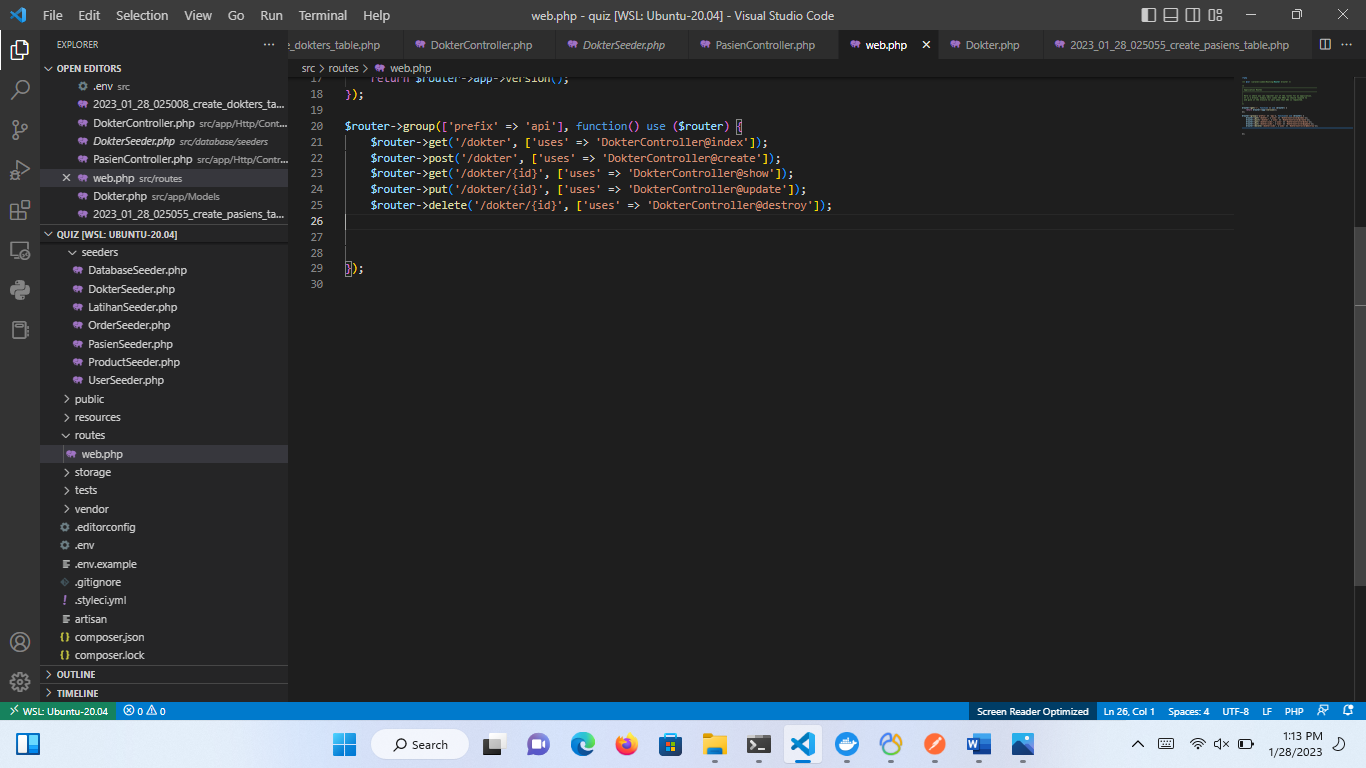 File Edit Selection View Go Run Terminal Help
web.php - quiz [WSL: Ubuntu-20.04] - Visual Studio Code
EXPLORER
e_dokters_table.php DokterController.php DokterSeeder.php PasienController.php web.php Dokter.php 2023_01_28_025055_create_pasiens_table.php
OPEN EDITORS
.env src
2023_01_28_025008_create_dokters_ta...
DokterController.php src/app/Http/Cont...
DokterSeeder.php src/database/seeders
PasienController.php src/app/Http/Contr...
web.php src/routes
Dokter.php src/app/Models
2023_01_28_025055_create_pasiens_ta...
QUIZ [WSL: UBUNTU-20.04]
seeders
DatabaseSeeder.php
DokterSeeder.php
LatihanSeeder.php
OrderSeeder.php
PasienSeeder.php
ProductSeeder.php
UserSeeder.php
public
resources
routes
web.php
storage
tests
vendor
.editorconfig
.env
.env.example
.gitignore
.styleci.yml
artisan
composer.json
composer.lock
OUTLINE
TIMELINE
src > routes > web.php
17 return $router->app->version();
18 });
19
20 $router->group(['prefix' => 'api'], function() use ($router) {
21 $router->get('/dokter', ['uses' => 'DokterController@index']);
22 $router->post('/dokter', ['uses' => 'DokterController@create']);
23 $router->get('/dokter/{id}', ['uses' => 'DokterController@show']);
24 $router->put('/dokter/{id}', ['uses' => 'DokterController@update']);
25 $router->delete('/dokter/{id}', ['uses' => 'DokterController@destroy']);
26
27
28
29 });
30
WSL: Ubuntu-20.04 0 0 Screen Reader Optimized Ln 26, Col 1 Spaces: 4 UTF-8 LF PHP
Search
1:13 PM
1/28/2023